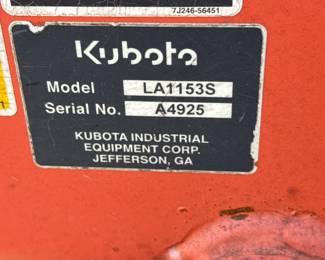 7J246-56451
Kubota
Model LA1153S
Serial No. A4925
KUBOTA INDUSTRIAL
EQUIPMENT CORP.
JEFFERSON, GA